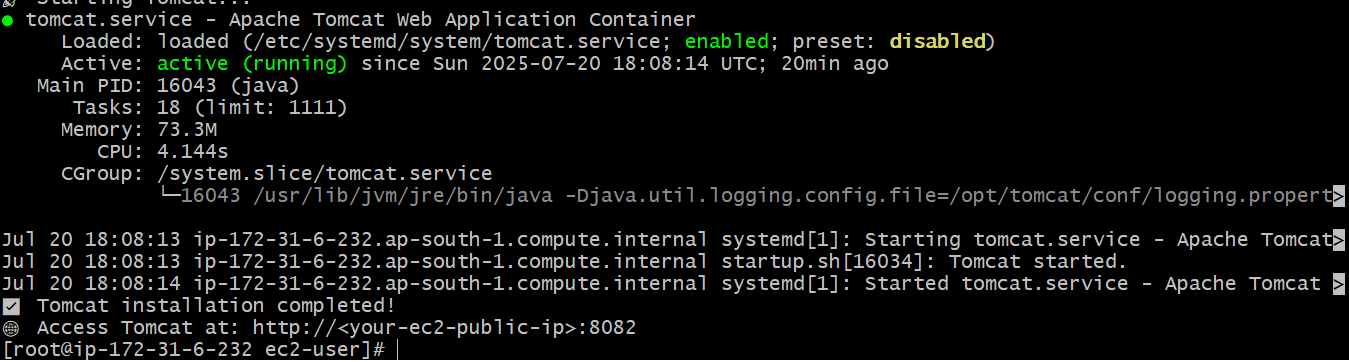 Starting Tomcat...
● tomcat.service - Apache Tomcat Web Application Container
Loaded: loaded (/etc/systemd/system/tomcat.service; enabled; preset: disabled)
Active: active (running) since Sun 2025-07-20 18:08:14 UTC; 20min ago
Main PID: 16043 (java)
Tasks: 18 (limit: 1111)
Memory: 73.3M
CPU: 4.144s
CGroup: /system.slice/tomcat.service
└─16043 /usr/lib/jvm/jre/bin/java -Djava.util.logging.config.file=/opt/tomcat/conf/logging.propert>
Jul 20 18:08:13 ip-172-31-6-232.ap-south-1.compute.internal systemd[1]: Starting tomcat.service - Apache Tomcat>
Jul 20 18:08:13 ip-172-31-6-232.ap-south-1.compute.internal startup.sh[16034]: Tomcat started.
Jul 20 18:08:14 ip-172-31-6-232.ap-south-1.compute.internal systemd[1]: Started tomcat.service - Apache Tomcat >
✅ Tomcat installation completed!
🌐 Access Tomcat at: http://<your-ec2-public-ip>:8082
[root@ip-172-31-6-232 ec2-user]#